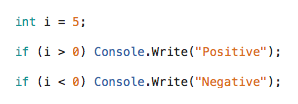 int i = 5;
if (i > 0) Console.Write("Positive");
if (i < 0) Console.Write("Negative");